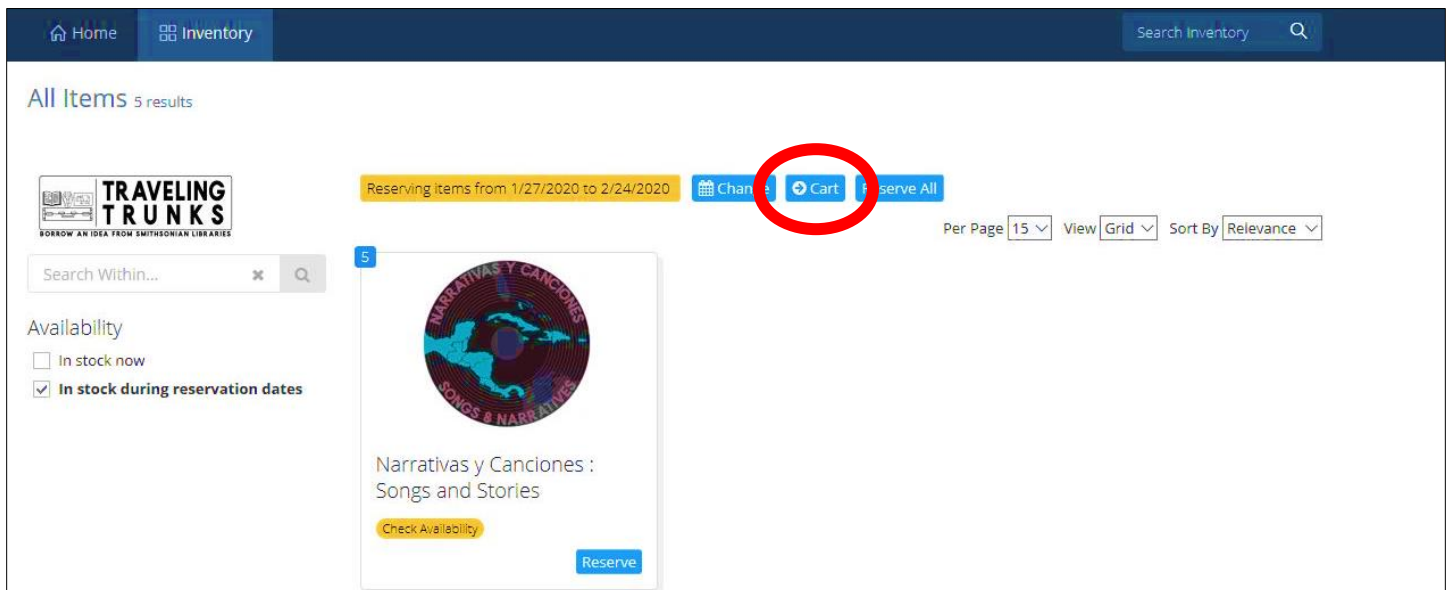 Home Inventory Search Inventory
All Items 5 results
TRAVELING
TRUNKS
BORROW AN IDEA FROM SMITHSONIAN LIBRARIES
Reserving items from 1/27/2020 to 2/24/2020 Change Cart Reserve All
Per Page 15 View Grid Sort By Relevance
Search Within...
Availability
In stock now
In stock during reservation dates
5
NARRATIVAS Y CANCIONES
SONGS & NARRATIVES
Narrativas y Canciones :
Songs and Stories
Check Availability
Reserve